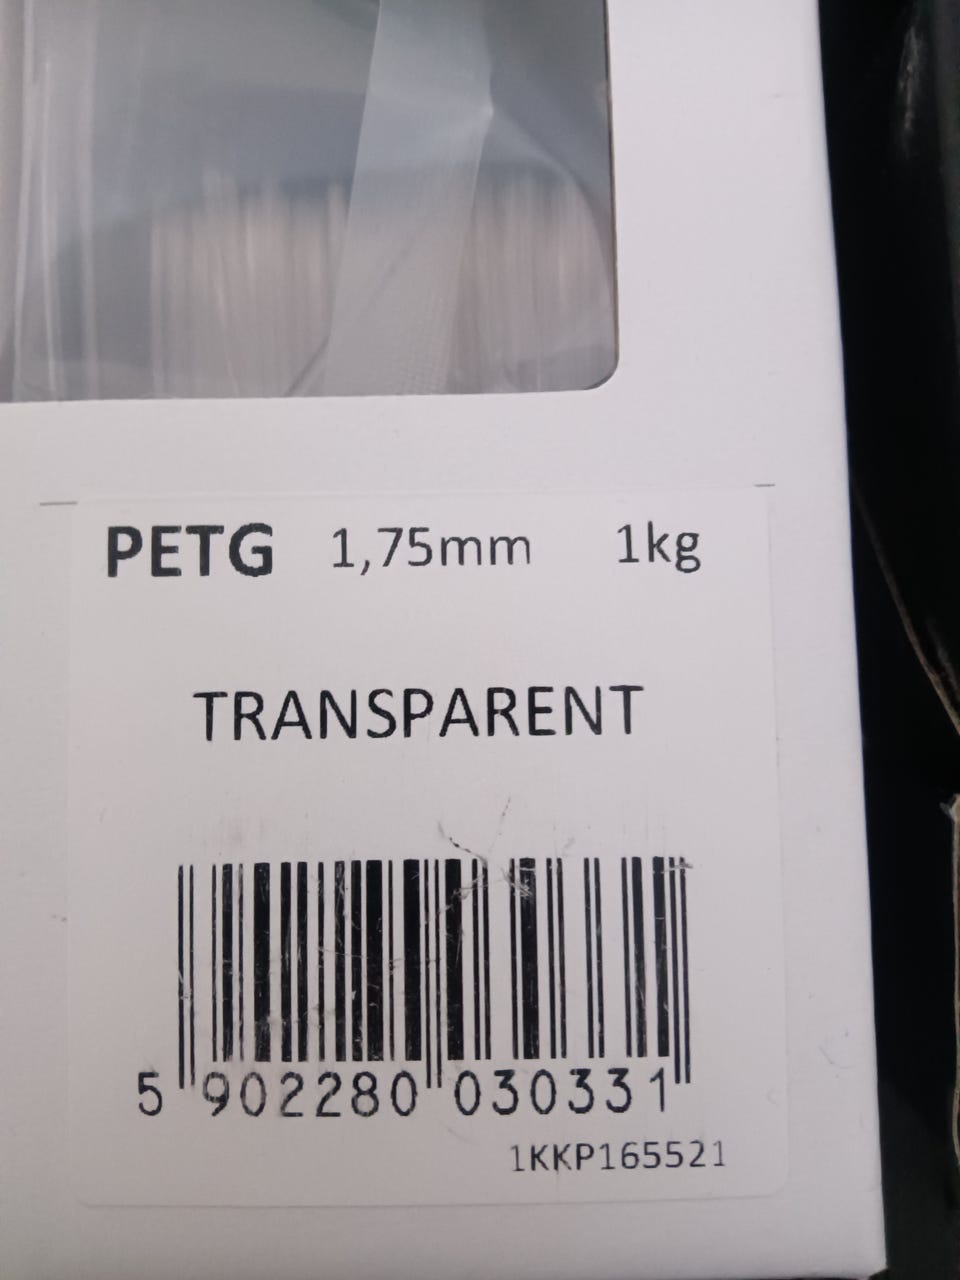 PETG 1,75mm 1kg
TRANSPARENT
5 902280 030331
1KKP165521